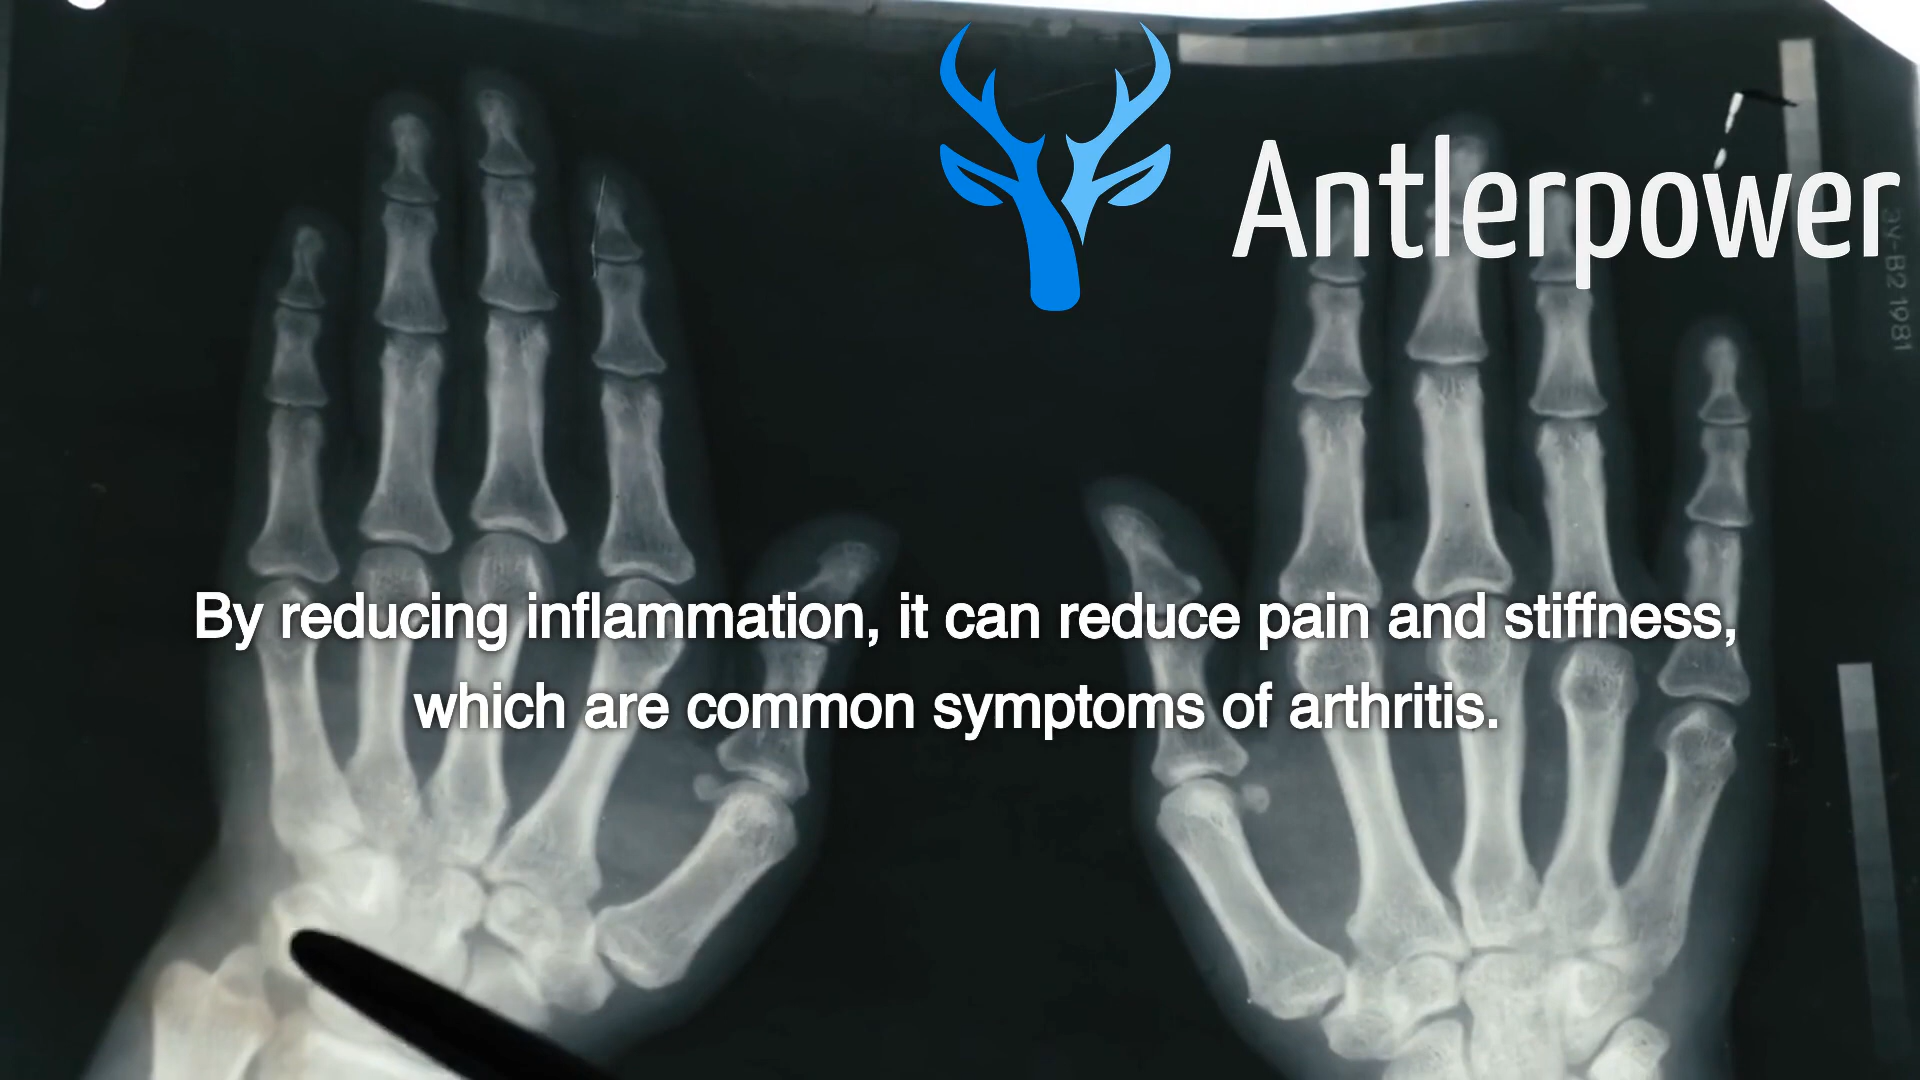 Antlerpower
By reducing inflammation, it can reduce pain and stiffness,
which are common symptoms of arthritis.